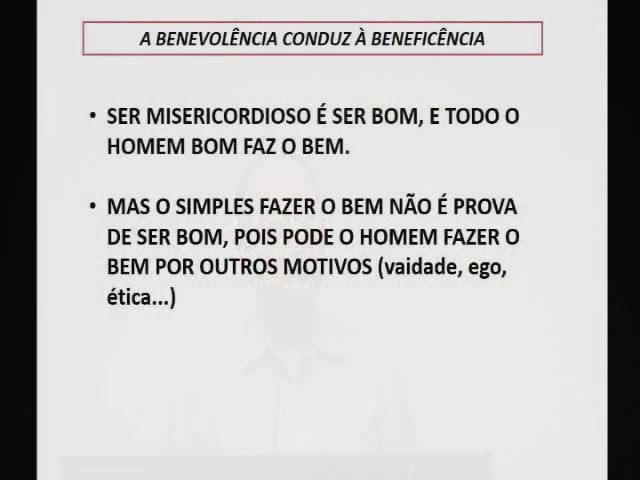 A BENEVOLÊNCIA CONDUZ À BENEFICÊNCIA
• SER MISERICORDIOSO É SER BOM, E TODO O
HOMEM BOM FAZ O BEM.
• MAS O SIMPLES FAZER O BEM NÃO É PROVA
DE SER BOM, POIS PODE O HOMEM FAZER O
BEM POR OUTROS MOTIVOS (vaidade, ego,
ética...)